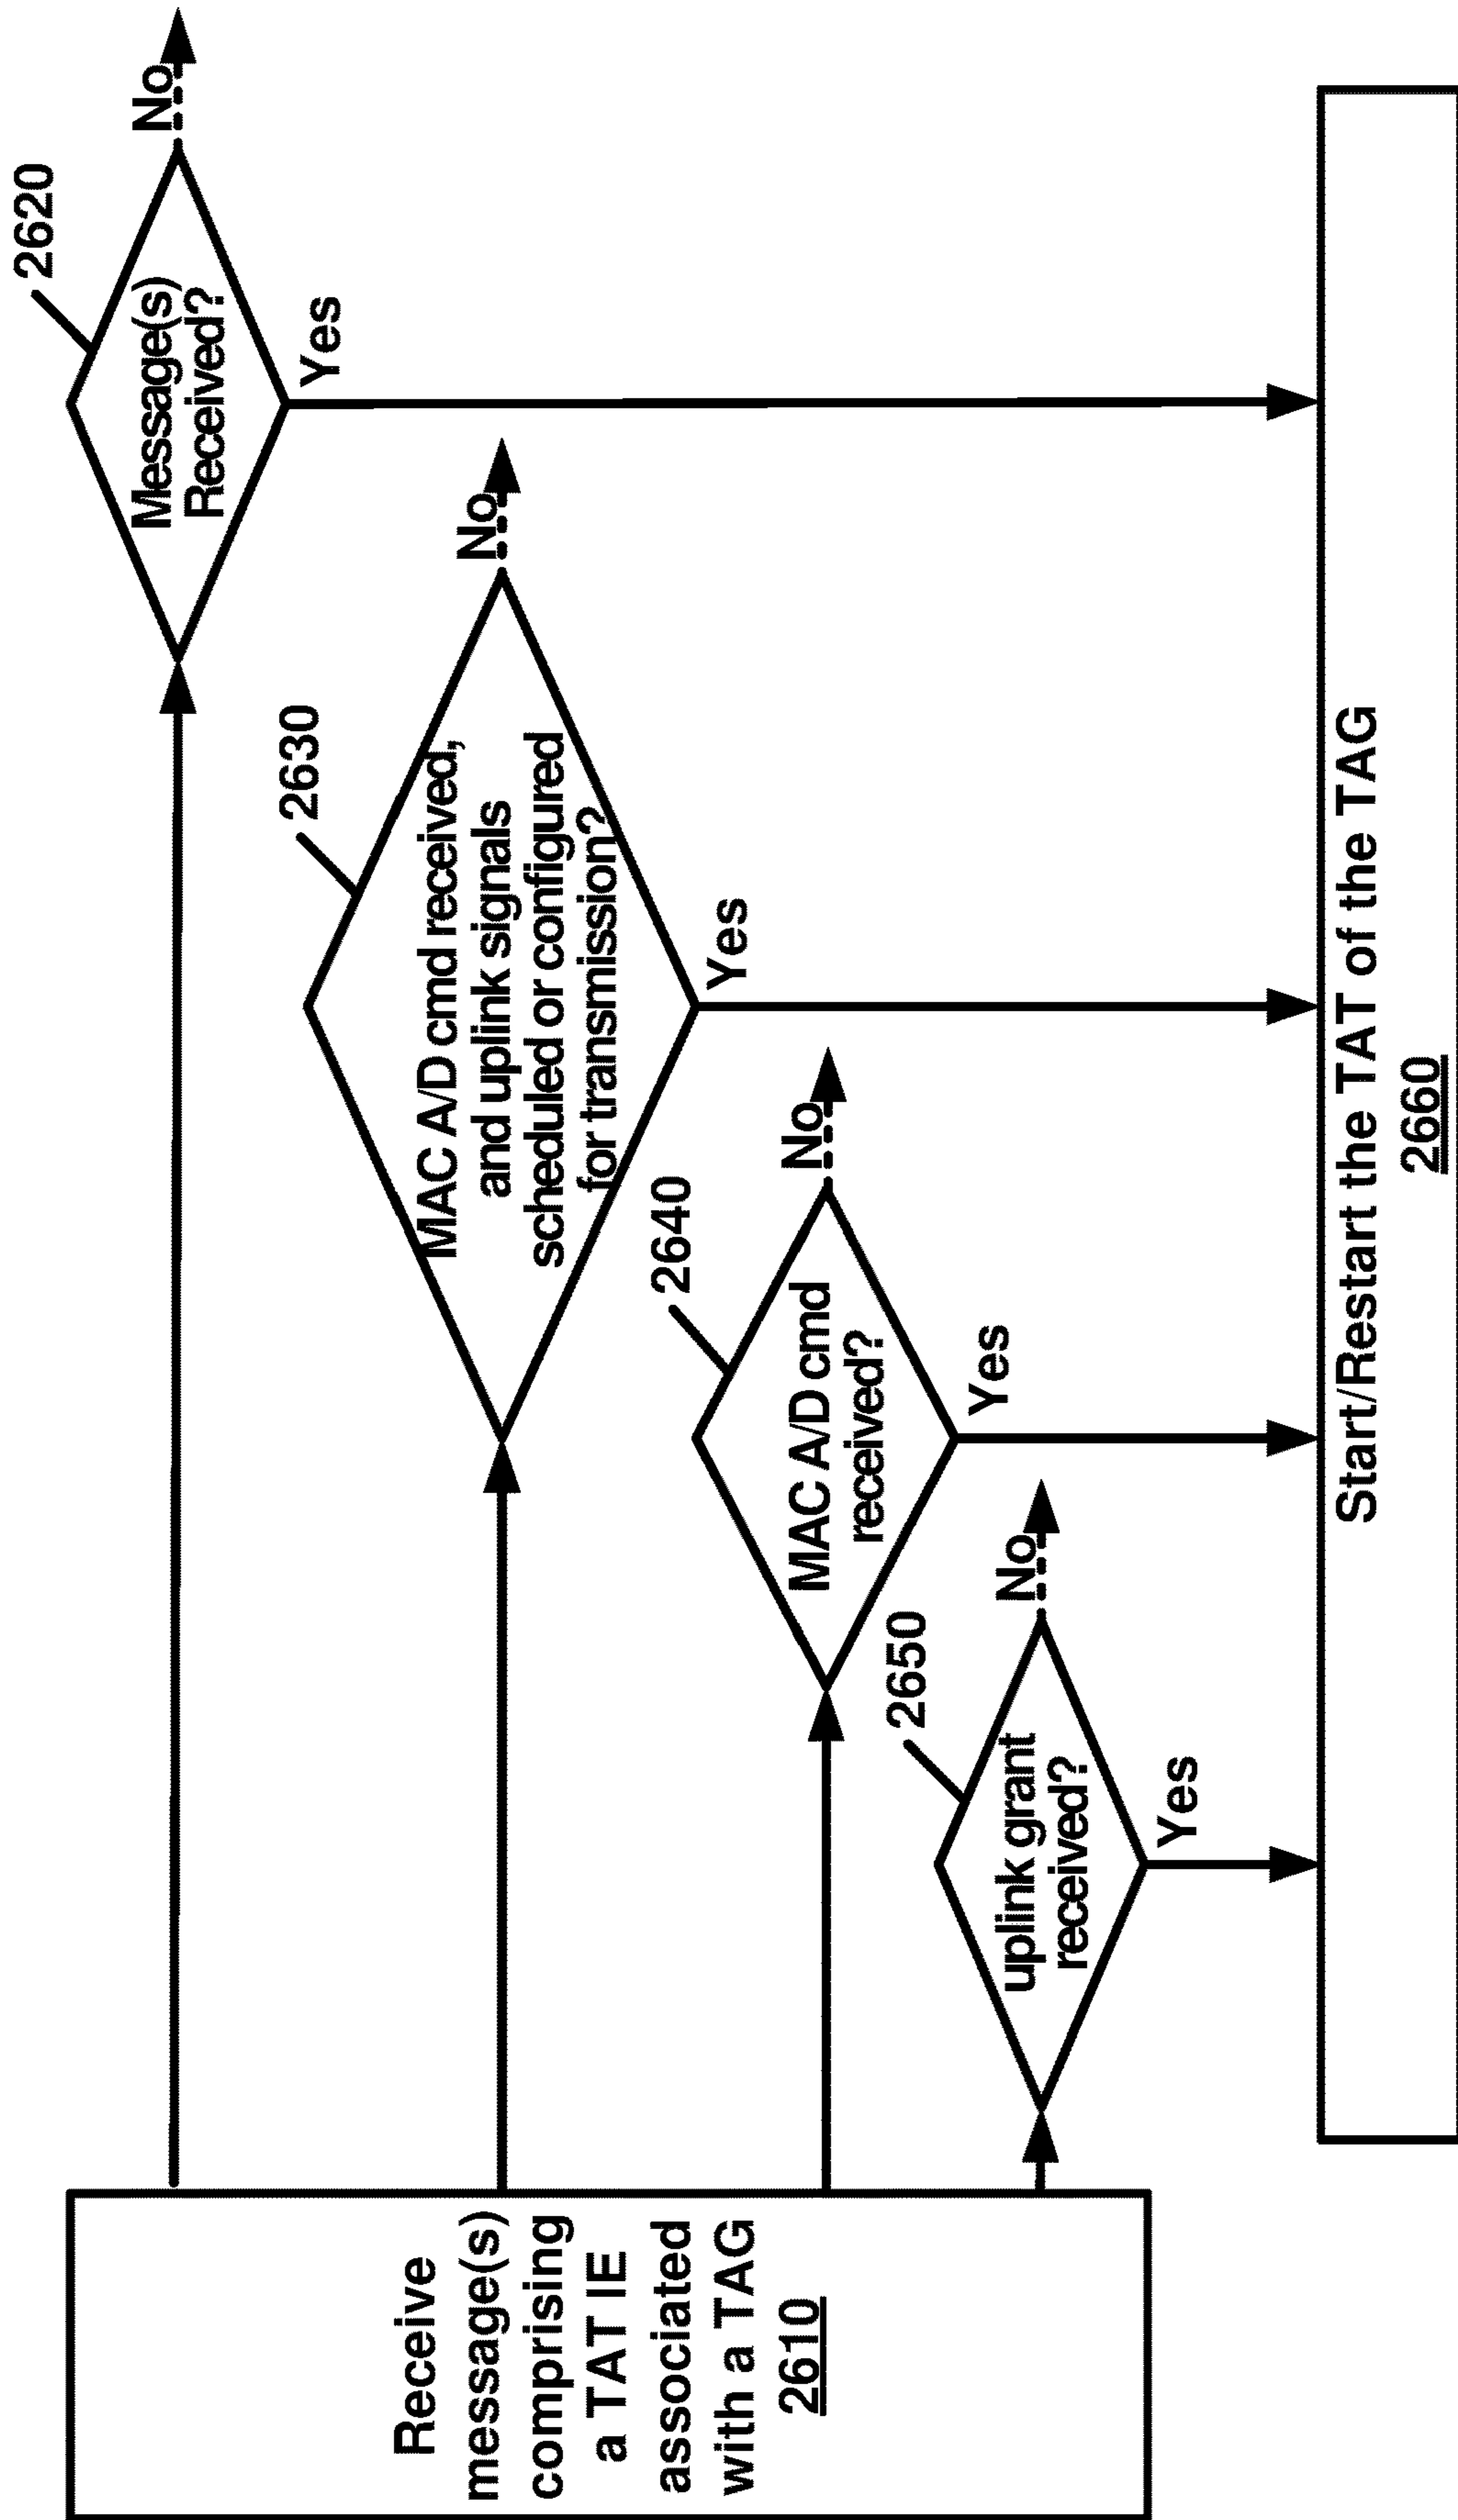 Receive
message(s)
comprising
a TAT IE
associated
with a TAG
2610
2620
Message(s)
Received?
No
Yes
2630
MAC A/D cmd received,
and uplink signals
scheduled or configured
for transmission?
No
Yes
2640
MAC A/D cmd
received?
No
Yes
2650
uplink grant
received?
No
Yes
Start/Restart the TAT of the TAG
2660